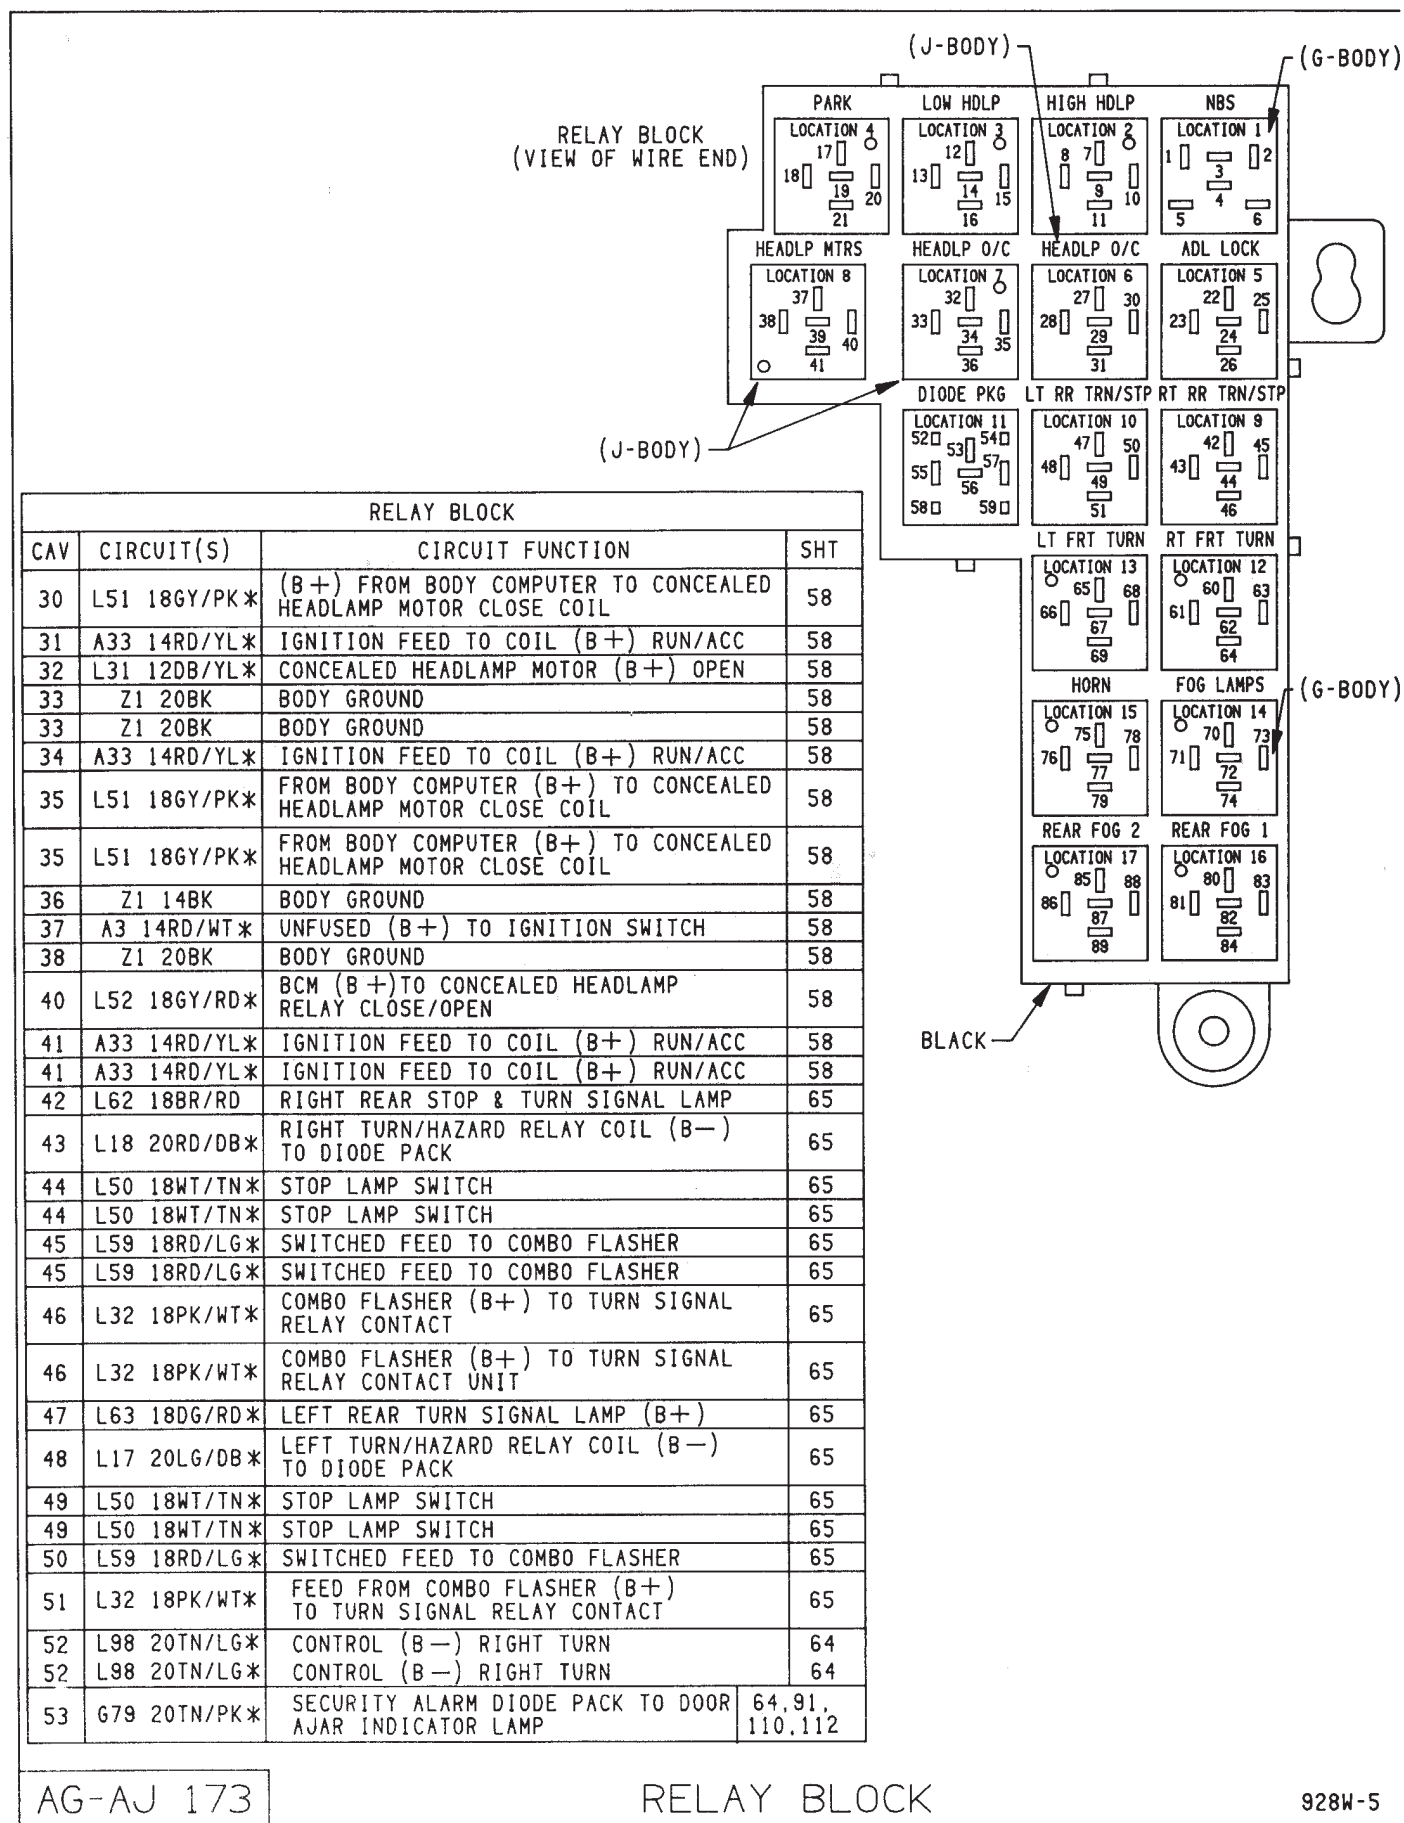 (J-BODY)
(G-BODY)
RELAY BLOCK
(VIEW OF WIRE END)
PARK LOW HDLP HIGH HDLP NBS
LOCATION 4 LOCATION 3 LOCATION 2 LOCATION 1
17 12 8 7 1 2
18 13 3
19 20 14 15 9 10 4
21 16 11 5 6
HEADLP MTRS HEADLP O/C HEADLP O/C ADL LOCK
LOCATION 8 LOCATION 7 LOCATION 6 LOCATION 5
37 32 27 30 22 25
38 33 28 23
39 40 34 35 29 24
41 36 31 26
DIODE PKG LT RR TRN/STP RT RR TRN/STP
LOCATION 11 LOCATION 10 LOCATION 9
52 53 54 47 50 42 45
55 57 48 43
56 49 44
58 59 51 46
(J-BODY)
LT FRT TURN RT FRT TURN
LOCATION 13 LOCATION 12
65 68 60 63
66 61
67 62
69 64
HORN FOG LAMPS
(G-BODY)
LOCATION 15 LOCATION 14
75 78 70 73
76 71
77 72
79 74
REAR FOG 2 REAR FOG 1
LOCATION 17 LOCATION 16
85 88 80 83
86 81
87 82
89 84
BLACK
RELAY BLOCK
CAV CIRCUIT(S) CIRCUIT FUNCTION SHT
30 L51 18GY/PK* (B+) FROM BODY COMPUTER TO CONCEALED 58
HEADLAMP MOTOR CLOSE COIL
31 A33 14RD/YL* IGNITION FEED TO COIL (B+) RUN/ACC 58
32 L31 12DB/YL* CONCEALED HEADLAMP MOTOR (B+) OPEN 58
33 Z1 20BK BODY GROUND 58
33 Z1 20BK BODY GROUND 58
34 A33 14RD/YL* IGNITION FEED TO COIL (B+) RUN/ACC 58
35 L51 18GY/PK* FROM BODY COMPUTER (B+) TO CONCEALED 58
HEADLAMP MOTOR CLOSE COIL
35 L51 18GY/PK* FROM BODY COMPUTER (B+) TO CONCEALED 58
HEADLAMP MOTOR CLOSE COIL
36 Z1 14BK BODY GROUND 58
37 A3 14RD/WT* UNFUSED (B+) TO IGNITION SWITCH 58
38 Z1 20BK BODY GROUND 58
40 L52 18GY/RD* BCM (B+)TO CONCEALED HEADLAMP 58
RELAY CLOSE/OPEN
41 A33 14RD/YL* IGNITION FEED TO COIL (B+) RUN/ACC 58
41 A33 14RD/YL* IGNITION FEED TO COIL (B+) RUN/ACC 58
42 L62 18BR/RD RIGHT REAR STOP & TURN SIGNAL LAMP 65
43 L18 20RD/DB* RIGHT TURN/HAZARD RELAY COIL (B—) 65
TO DIODE PACK
44 L50 18WT/TN* STOP LAMP SWITCH 65
44 L50 18WT/TN* STOP LAMP SWITCH 65
45 L59 18RD/LG* SWITCHED FEED TO COMBO FLASHER 65
45 L59 18RD/LG* SWITCHED FEED TO COMBO FLASHER 65
46 L32 18PK/WT* COMBO FLASHER (B+) TO TURN SIGNAL 65
RELAY CONTACT
46 L32 18PK/WT* COMBO FLASHER (B+) TO TURN SIGNAL 65
RELAY CONTACT UNIT
47 L63 18DG/RD* LEFT REAR TURN SIGNAL LAMP (B+) 65
48 L17 20LG/DB* LEFT TURN/HAZARD RELAY COIL (B—) 65
TO DIODE PACK
49 L50 18WT/TN* STOP LAMP SWITCH 65
49 L50 18WT/TN* STOP LAMP SWITCH 65
50 L59 18RD/LG* SWITCHED FEED TO COMBO FLASHER 65
51 L32 18PK/WT* FEED FROM COMBO FLASHER (B+) 65
TO TURN SIGNAL RELAY CONTACT
52 L98 20TN/LG* CONTROL (B—) RIGHT TURN 64
52 L98 20TN/LG* CONTROL (B—) RIGHT TURN 64
53 G79 20TN/PK* SECURITY ALARM DIODE PACK TO DOOR 64,91,
AJAR INDICATOR LAMP 110,112
AG-AJ 173 RELAY BLOCK 928W-5